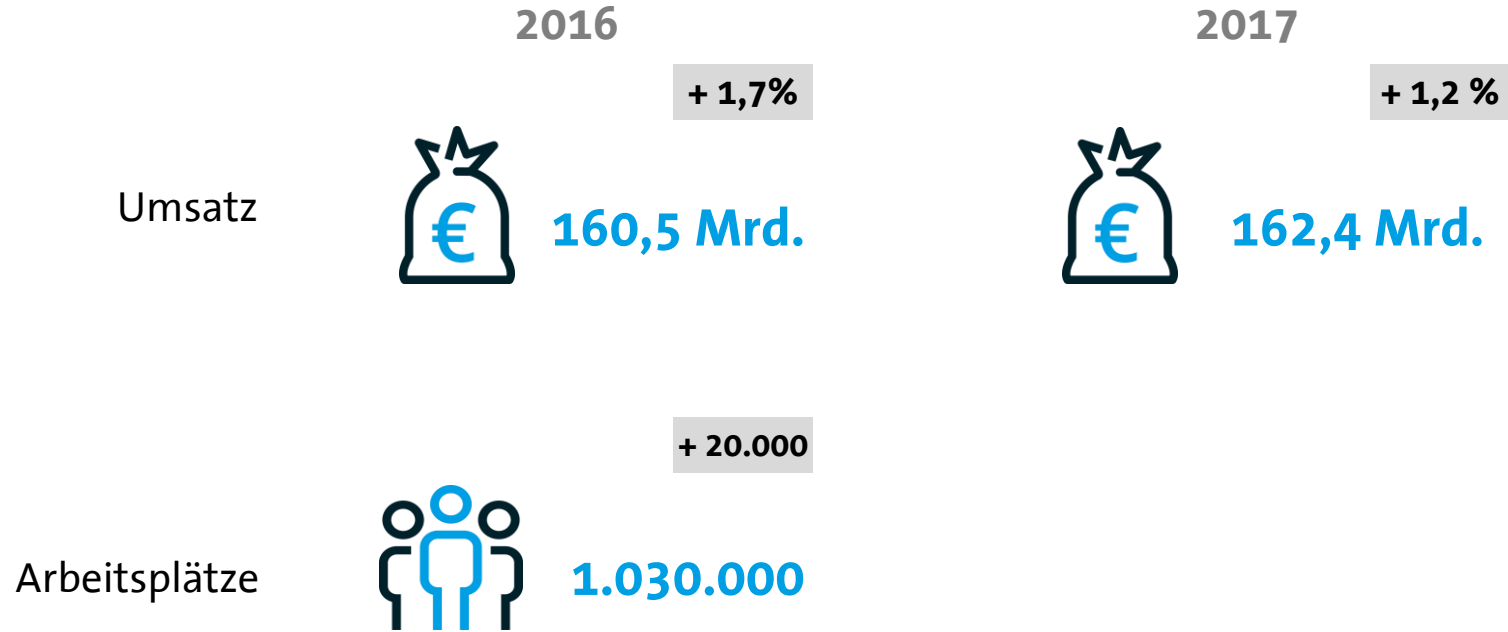 2016
2017
+ 1,7%
+ 1,2 %
Umsatz
€
160,5 Mrd.
€
162,4 Mrd.
+ 20.000
Arbeitsplätze
1.030.000